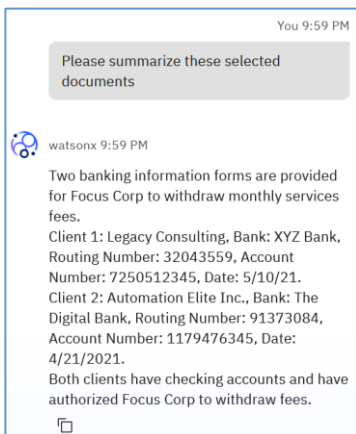 You 9:59 PM
Please summarize these selected
documents
watsonx 9:59 PM
Two banking information forms are provided
for Focus Corp to withdraw monthly services
fees.
Client 1: Legacy Consulting, Bank: XYZ Bank,
Routing Number: 32043559, Account
Number: 7250512345, Date: 5/10/21.
Client 2: Automation Elite Inc., Bank: The
Digital Bank, Routing Number: 91373084,
Account Number: 1179476345, Date:
4/21/2021.
Both clients have checking accounts and have
authorized Focus Corp to withdraw fees.